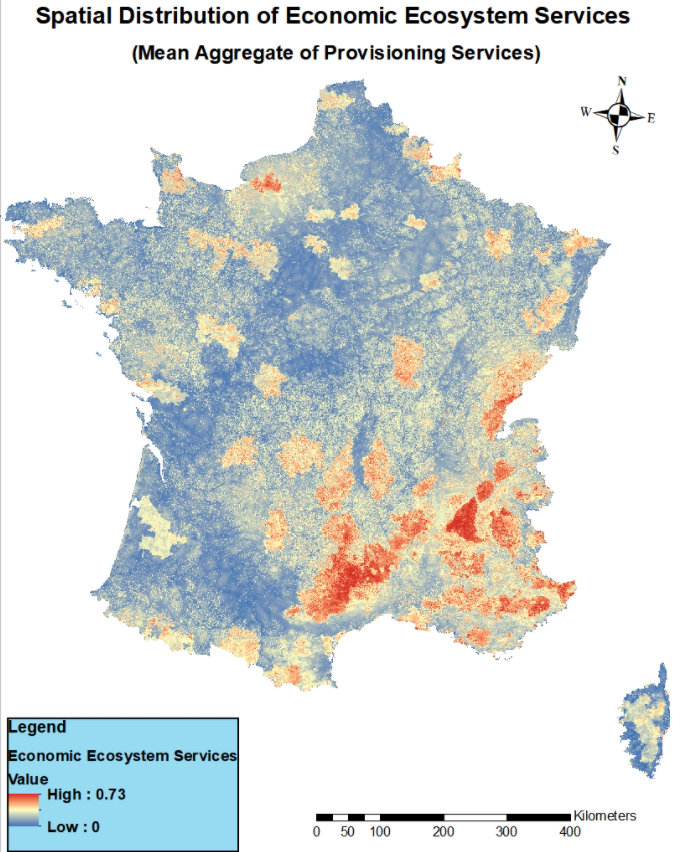 Spatial Distribution of Economic Ecosystem Services
(Mean Aggregate of Provisioning Services)
N
W E
S
Legend
Economic Ecosystem Services
Value
High : 0.73
Low : 0
Kilometers
0 50 100 200 300 400